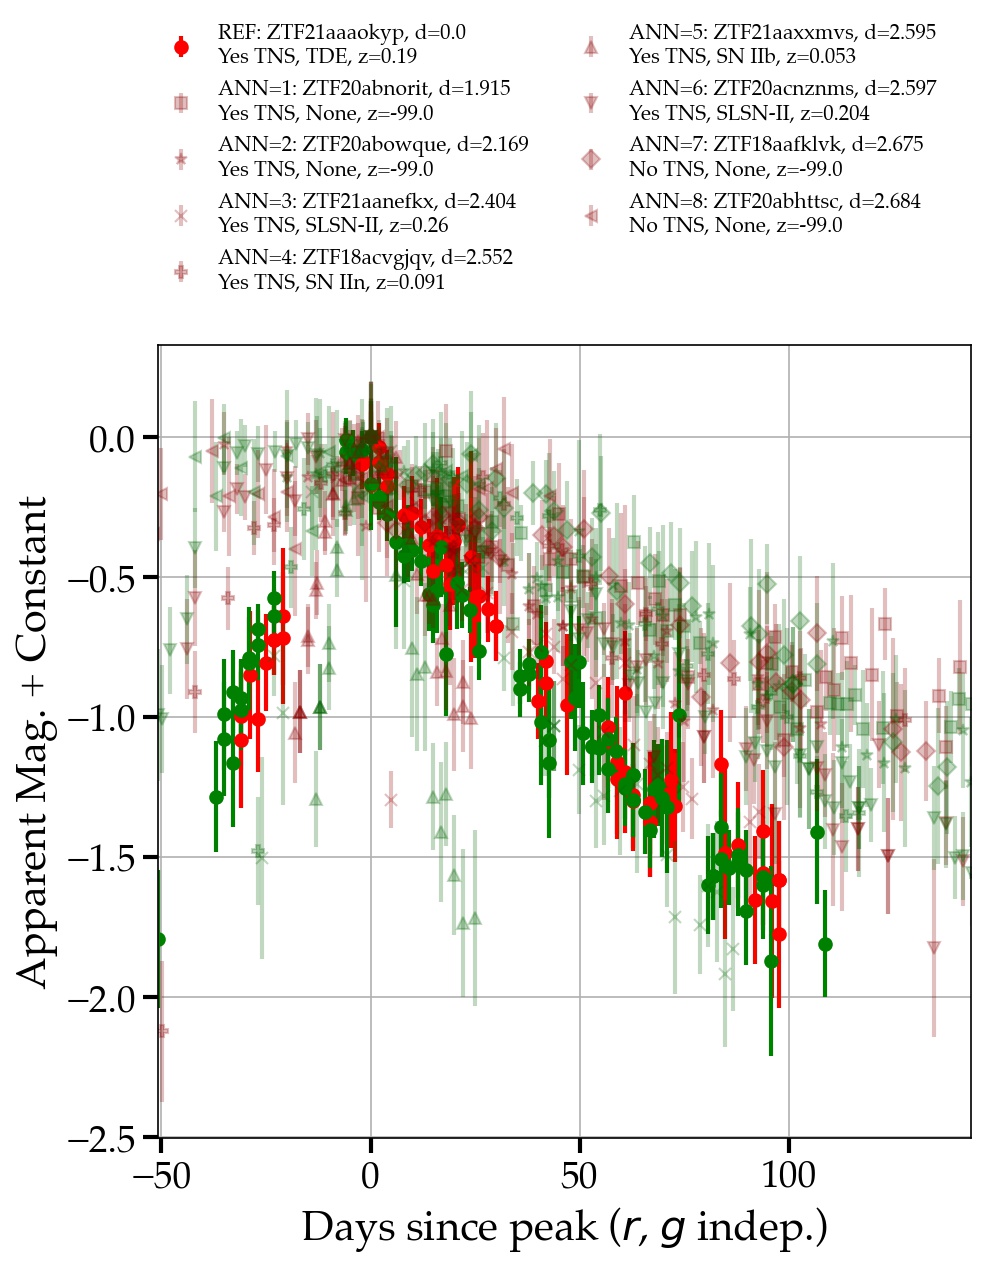 REF: ZTF21aaaokyp, d=0.0
Yes TNS, TDE, z=0.19
ANN=1: ZTF20abnorit, d=1.915
Yes TNS, None, z=-99.0
ANN=2: ZTF20abowque, d=2.169
Yes TNS, None, z=-99.0
ANN=3: ZTF21aanefkx, d=2.404
Yes TNS, SLSN-II, z=0.26
ANN=4: ZTF18acvgjqv, d=2.552
Yes TNS, SN IIn, z=0.091
ANN=5: ZTF21aaxxmvs, d=2.595
Yes TNS, SN IIb, z=0.053
ANN=6: ZTF20acnznms, d=2.597
Yes TNS, SLSN-II, z=0.204
ANN=7: ZTF18aafklvk, d=2.675
No TNS, None, z=-99.0
ANN=8: ZTF20abhttsc, d=2.684
No TNS, None, z=-99.0
Apparent Mag. + Constant
0.0
−0.5
−1.0
−1.5
−2.0
−2.5
−50
0
50
100
Days since peak (r, g indep.)